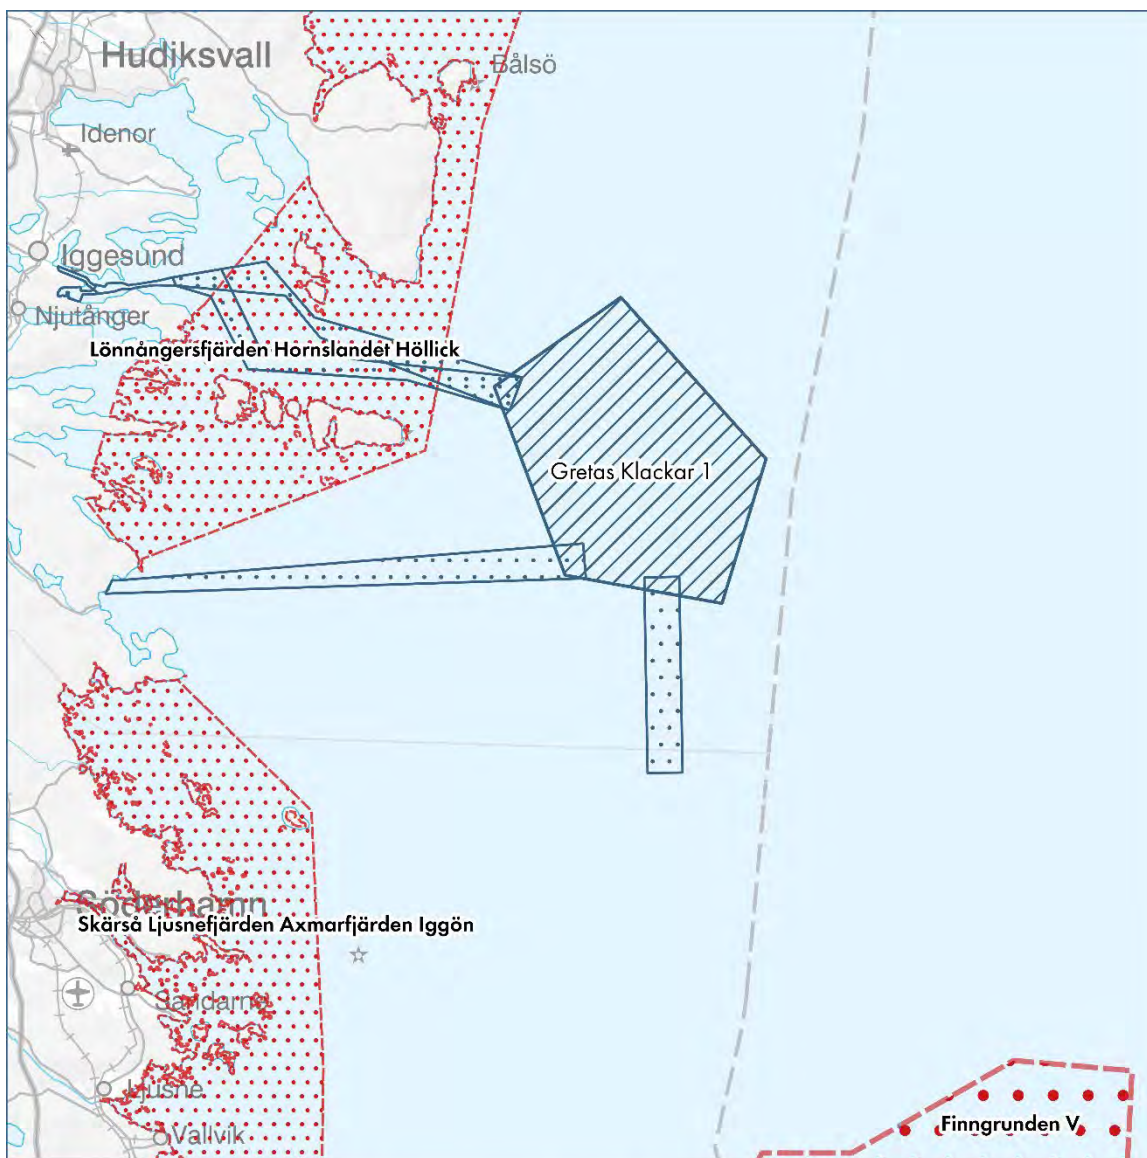 Hudiksvall
Bålsö
Idenor
Iggesund
Njutånger
Lönnångersfjärden Hornslandet Höllick
Gretas Klackar 1
Söderhamn
Skärså Ljusnefjärden Axmarfjärden Iggön
Sandarne
Ljusne
Finngrunden V
Vallvik